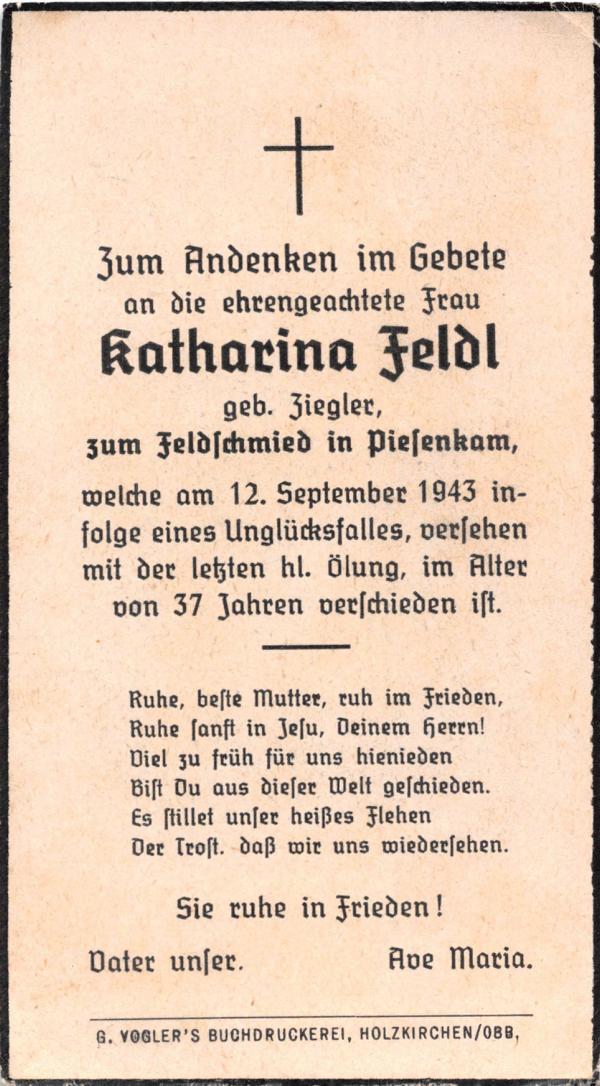 Zum Andenken im Gebete
an die ehrengeachtete Frau
Katharina Feldl
geb. Ziegler,
zum Feldſchmied in Pieſenkam,
welche am 12. September 1943 in-
folge eines Unglücksfalles, verſehen
mit der letzten hl. Ölung, im Alter
von 37 Jahren verſchieden iſt.
Ruhe, beſte Mutter, ruh im Frieden,
Ruhe ſanft in Jeſu, Deinem Herrn!
Viel zu früh für uns hienieden
Biſt Du aus dieſer Welt geſchieden.
Es ſtillet unſer heißes Flehen
Der Troſt. daß wir uns wiederſehen.
Sie ruhe in Frieden!
Vater unſer. Ave Maria.
G. VOGLER'S BUCHDRUCKEREI, HOLZKIRCHEN/OBB.